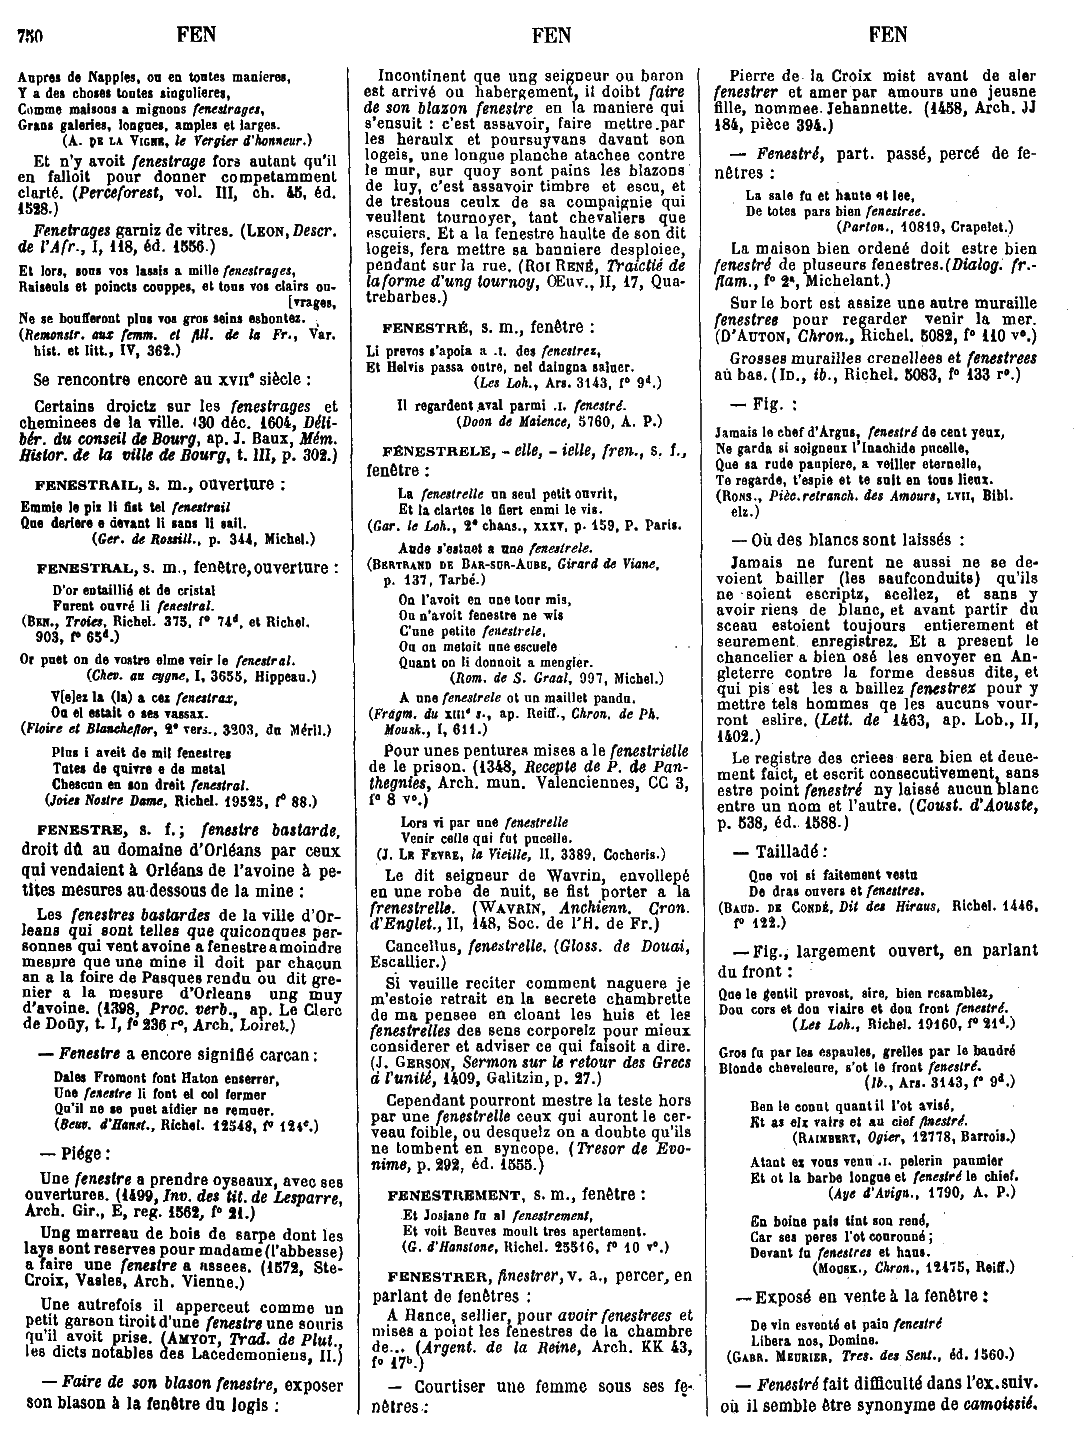 750 FEN FEN FEN
Aupres de Napples, ou en toutes manieres,
Y a des choses toutes singulieres,
Comme maisons a mignons fenestrages,
Grans galeries, longues, amples et larges.
(A. DE LA VIGNE, le Vergier d'honneur.)
Et n'y avoit fenestrage fors autant qu'il
en falloit pour donner competamment
clarté. (Perceforest, vol. III, ch. 45, éd.
1528.)
Fenetrages garniz de vitres. (LEON, Descr.
de l'Afr., I, 118, éd. 1556.)
Et lors, sous vos lassis a mille fenestrages,
Raiseuls et poincts couppes, et tous vos clairs ou-
[vrages,
Ne se boufferont plus vos gros seins eshontez.
(Remonstr. aux femm. et fill. de la Fr., Var.
hist. et litt., IV, 362.)
Se rencontre encore au XVIIe siècle :
Certains droictz sur les fenestrages et
cheminees de la ville. (30 déc. 1604, Déli-
bér. du conseil de Bourg, ap. J. Baux, Mém.
Histor. de la ville de Bourg, t. III, p. 302.)
FENESTRAIL, s. m., ouverture :
Emmie le piz li fist tel fenestrail
Que deriere e devant li sans li sail.
(Ger. de Rossill., p. 344, Michel.)
FENESTRAL, s. m., fenêtre, ouverture :
D'or entaillié et de cristal
Furent ouvré li fenestral.
(BEN., Troies, Richel. 375, f° 74d, et Richel.
903, f° 65d.)
Or puet on de vostre elme veir le fenestral.
(Chev. au cygne, I, 3655, Hippeau.)
V[e]ez la (la) a cez fenestrax,
Ou el estait o ses vassax.
(Floire et Blancheflor, 2e vers., 3203, du Méril.)
Plus i aveit de mil fenestres
Tutes de quivre e de metal
Chescun en son dreit fenestral.
(Joies Nostre Dame, Richel. 19525, f° 88.)
FENESTRE, s. f.; fenestre bastarde,
droit dû au domaine d'Orléans par ceux
qui vendaient à Orléans de l'avoine à pe-
tites mesures au-dessous de la mine :
Les fenestres bastardes de la ville d'Or-
leans qui sont telles que quiconques per-
sonnes qui vent avoine a fenestre a moindre
mesure que une mine il doit par chacun
an a la foire de Pasques rendu ou dit gre-
nier a la mesure d'Orleans ung muy
d'avoine. (1398, Proc. verb., ap. Le Clerc
de Doüy, t. I, f° 236 r°, Arch. Loiret.)
— Fenestre a encore signifié carcan :
Dales Fromont font Haton enserrer,
Une fenestre li font el col fermer
Qu'il ne se puet aidier ne remuer.
(Beuv. d'Hanst., Richel. 12548, f° 124c.)
— Piége :
Une fenestre a prendre oyseaux, avec ses
ouvertures. (1499, Inv. des tit. de Lesparre,
Arch. Gir., E, reg. 1562, f° 21.)
Ung marreau de bois de sarpe dont les
lays sont reserves pour madame (l'abbesse)
a faire une fenestre a assees. (1572, Ste-
Croix, Vasles, Arch. Vienne.)
Une autrefois il apperceut comme un
petit garson tiroit d'une fenestre une souris
qu'il avoit prise. (AMYOT, Trad. de Plut.,
les dicts notables des Lacedemoniens, II.)
— Faire de son blason fenestre, exposer
son blason à la fenêtre du logis :
Incontinent que ung seigneur ou baron
est arrivé ou habergement, il doibt faire
de son blazon fenestre en la maniere qui
s'ensuit : c'est assavoir, faire mettre par
les heraulx et poursuyvans davant son
logeis, une longue planche atachee contre
le mur, sur quoy sont pains les blazons
de luy, c'est assavoir timbre et escu, et
de trestous ceulx de sa compaignie qui
veullent tournoyer, tant chevaliers que
escuiers. Et a la fenestre haulte de son dit
logeis, fera mettre sa banniere desploiec,
pendant sur la rue. (ROI RENÉ, Traictié de
la forme d'ung tournoy, OEuv., II, 17, Qua-
trebarbes.)
FENESTRÉ, s. m., fenêtre :
Li prevos s'apoia a .I. des fenestrez,
Et Helvis passa outre, nel daingna saluer.
(Les Loh., Ars. 3143, f° 9d.)
Il regardent aval parmi .I. fenestré.
(Doon de Maience, 5760, A. P.)
FENESTRELE, - elle, - ielle, fren., s. f.,
fenêtre :
La fenestrelle un seul petit ouvrit,
Et la clartes le fiert enmi le vis.
(Gar. le Loh., 2e chans., XXXV, p. 159, P. Paris.
Aude s'estuet a une fenestrele.
(BERTRAND DE BAR-SUR-AUBE, Girard de Viane,
p. 137, Tarbé.)
On l'avoit en une tour mis,
Ou n'avoit fenestre ne wis
C'une petite fenestrele,
Ou on metoit une escuele
Quant on li donnoit a mengier.
(Rom. de S. Graal, 997, Michel.)
A une fenestrele ot un maillet pandu.
(Fragm. du XIIIe s., ap. Reiff., Chron. de Ph.
Mousk., I, 611.)
Pour unes pentures mises a le fenestrielle
de le prison. (1348, Recepte de P. de Pan-
thegnies, Arch. mun. Valenciennes, CC 3,
f° 8 v°.)
Lors vi par une fenestrelle
Venir celle qui fut pucelle.
(J. LE FEVRE, la Vieille, II, 3389, Cocheris.)
Le dit seigneur de Wavrin, envollepé
en une robe de nuit, se fist porter a la
frenestrelle. (WAVRIN, Anchienn. Cron.
d'Englet., II, 148, Soc. de l'H. de Fr.)
Cancellus, fenestrelle. (Gloss. de Douai,
Escallier.)
Si veuille reciter comment naguere je
m'estoie retrait en la secrete chambrette
de ma pensee en cloant les huis et les
fenestrelles des sens corporelz pour mieux
considerer et adviser ce qui faisoit a dire.
(J. GERSON, Sermon sur le retour des Grecs
à l'unité, 1409, Galitzin, p. 27.)
Cependant pourront mestre la teste hors
par une fenestrelle ceux qui auront le cer-
veau foible, ou desquelz on a doubte qu'ils
ne tombent en syncope. (Tresor de Evo-
nime, p. 292, éd. 1555.)
FENESTREMENT, s. m., fenêtre :
Et Josiane fu al fenestrement,
Et voit Beuves moult tres apertement.
(G. d'Hanstone, Richel. 25516, f° 10 v°.)
FENESTRER, finestrer, v. a., percer, en
parlant de fenêtres :
A Hance, sellier, pour avoir fenestrees et
mises a point les fenestres de la chambre
de... (Argent. de la Reine, Arch. KK 43,
f° 17b.)
— Courtiser une femme sous ses fe-
nêtres :
Pierre de la Croix mist avant de aler
fenestrer et amer par amours une jeusne
fille, nommee Jehannette. (1458, Arch. JJ
184, pièce 394.)
— Fenestré, part. passé, percé de fe-
nêtres :
La sale fu et haute et lee,
De totes pars bien fenestree.
(Parton., 10819, Crapelet.)
La maison bien ordené doit estre bien
fenestré de pluseurs fenestres. (Dialog. fr.-
flam., f° 2a, Michelant.)
Sur le bort est assize une autre muraille
fenestree pour regarder venir la mer.
(D'AUTON, Chron., Richel. 5082, f° 110 v°.)
Grosses murailles crenellees et fenestrees
au bas. (ID., ib., Richel. 5083, f° 133 r°.)
— Fig. :
Jamais le chef d'Argus, fenestré de cent yeux,
Ne garda si soigneux l'Inachide pucelle,
Que sa rude paupiere, a veiller eternelle,
Te regarde, t'espie et te suit en tous lieux.
(RONS., Pièc. retranch. des Amours, LVII, Bibl.
elz.)
— Où des blancs sont laissés :
Jamais ne furent ne aussi ne se de-
voient bailler (les saufconduits) qu'ils
ne soient escriptz, scellez, et sans y
avoir riens de blanc, et avant partir du
sceau estoient toujours entierement et
seurement enregistrez. Et a present le
chancelier a bien osé les envoyer en An-
gleterre contre la forme dessus dite, et
qui pis est les a baillez fenestrez pour y
mettre tels hommes qe les aucuns vour-
ront eslire. (Lett. de 1463, ap. Lob., II,
1402.)
Le registre des criees sera bien et deue-
ment faict, et escrit consecutivement, sans
estre point fenestré ny laissé aucun blanc
entre un nom et l'autre. (Coust. d'Aouste,
p. 538, éd. 1588.)
— Tailladé :
Que voi si faitement vestu
De dras ouvers et fenestres.
(BAUD. DE CONDÉ, Dit des Hiraus, Richel. 1446,
f° 122.)
— Fig., largement ouvert, en parlant
du front :
Que le gentil prevost, sire, bien resamblez,
Dou cors et dou viaire et dou front fenestré.
(Les Loh., Richel. 19160, f° 21d.)
Gros fu par les espaules, grelles par le baudré
Blonde cheveleure, s'ot le front fenestré.
(Ib., Ars. 3143, f° 9d.)
Ben le conut quant il l'ot avisé,
Et as elx vairs et au cief finestré.
(RAIMBERT, Ogier, 12778, Barrois.)
Atant ez vous venu .I. pelerin paumier
Et ot la barbe longue et fenestré le chief.
(Aye d'Avign., 1790, A. P.)
En boine pais tint son rené,
Car ses peres l'ot couronné ;
Devant fu fenestres et haus.
(MOUSK., Chron., 12475, Reiff.)
— Exposé en vente à la fenêtre :
De vin esventé et pain fenestré
Libera nos, Domine.
(GABR. MEURIER, Tres. des Sent., éd. 1560.)
— Fenestré fait difficulté dans l'ex. suiv.
où il semble être synonyme de camoissié.